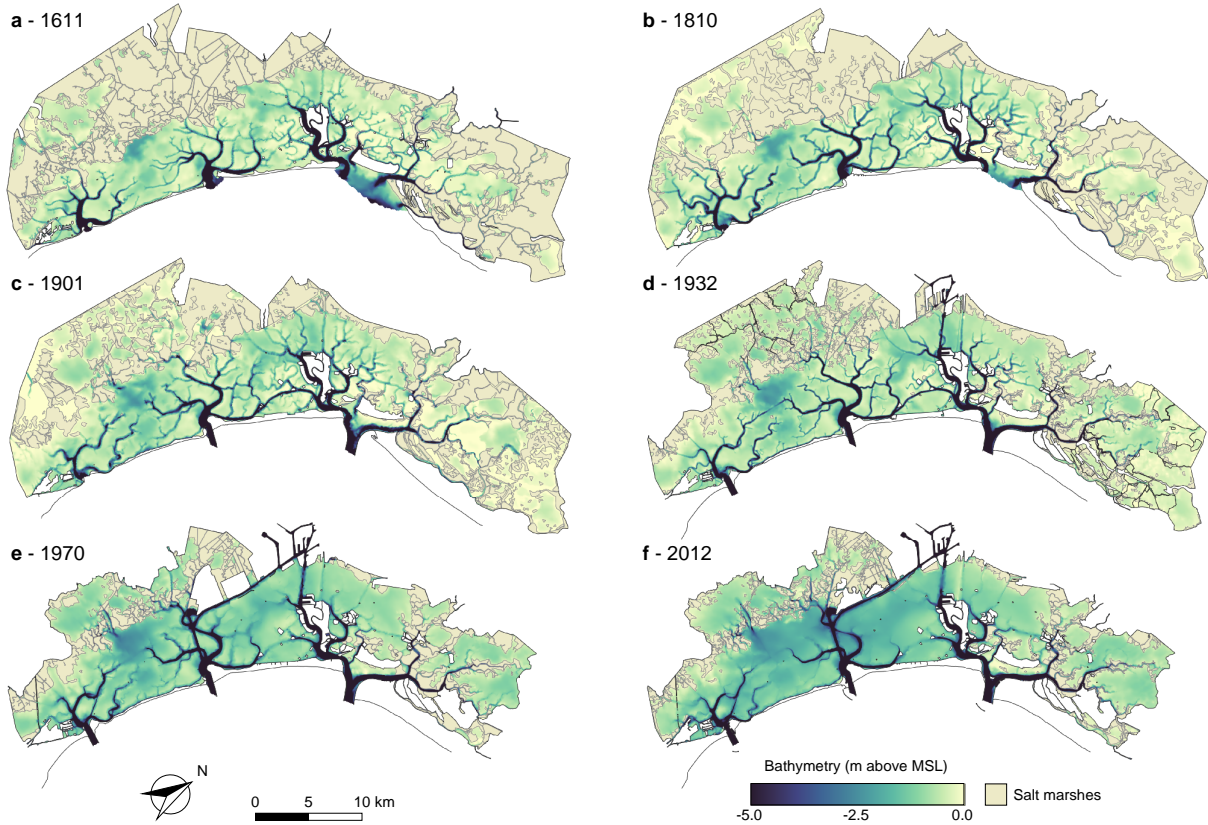 a - 1611
b - 1810
c - 1901
d - 1932
e - 1970
f - 2012
N
0 5 10 km
Bathymetry (m above MSL)
-5.0 -2.5 0.0
Salt marshes